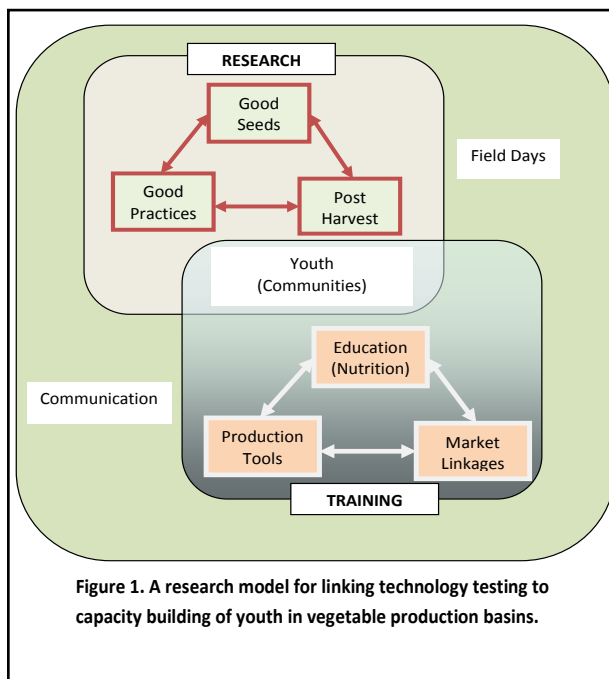 RESEARCH
Good
Seeds
Field Days
Good
Practices
Post
Harvest
Youth
(Communities)
Education
(Nutrition)
Communication
Production
Tools
Market
Linkages
TRAINING
Figure 1. A research model for linking technology testing to
capacity building of youth in vegetable production basins.